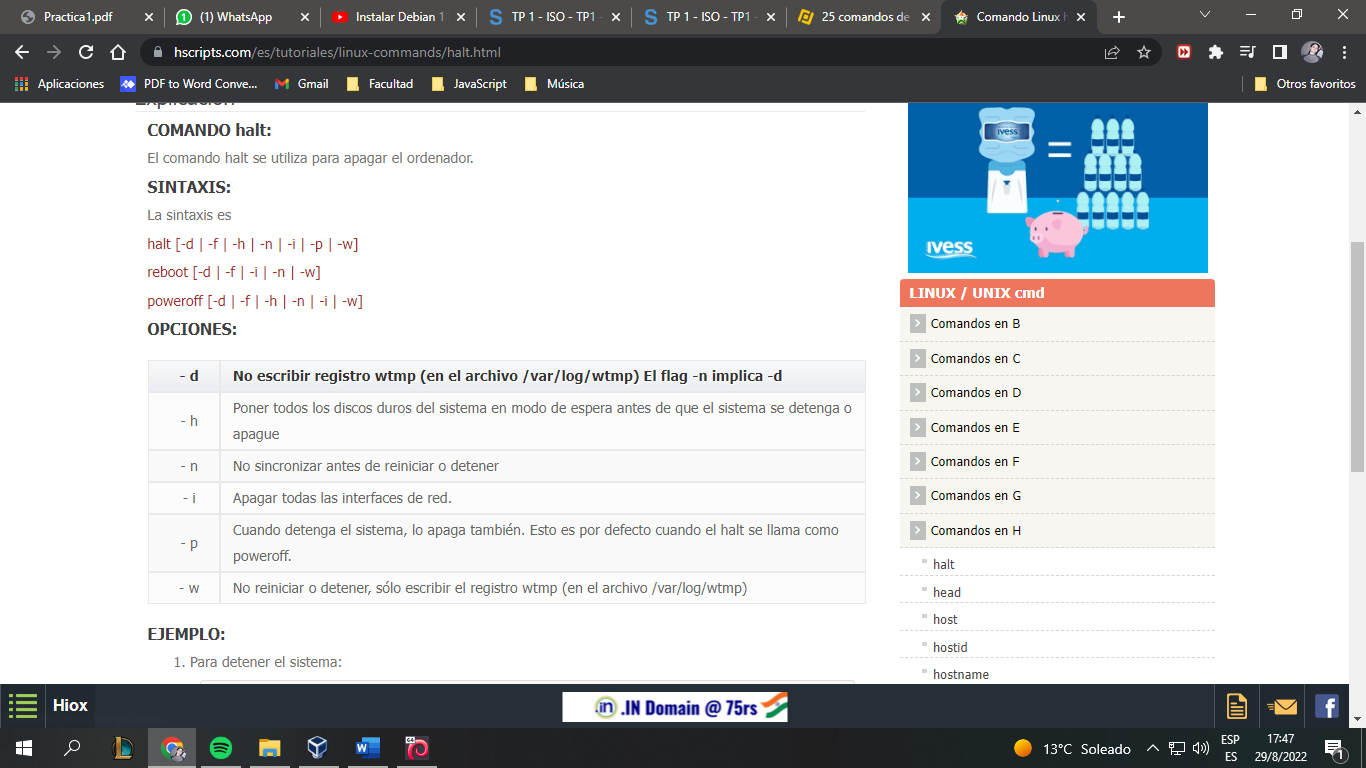 Practica1.pdf
(1) WhatsApp
Instalar Debian 1
TP 1 - ISO - TP1 -
TP 1 - ISO - TP1 -
25 comandos de
Comando Linux h
hscripts.com/es/tutoriales/linux-commands/halt.html
Aplicaciones
PDF to Word Conve...
Gmail
Facultad
JavaScript
Música
Otros favoritos
Explicación
COMANDO halt:
El comando halt se utiliza para apagar el ordenador.
SINTAXIS:
La sintaxis es
halt [-d | -f | -h | -n | -i | -p | -w]
reboot [-d | -f | -i | -n | -w]
poweroff [-d | -f | -h | -n | -i | -w]
OPCIONES:
- d No escribir registro wtmp (en el archivo /var/log/wtmp) El flag -n implica -d
- h Poner todos los discos duros del sistema en modo de espera antes de que el sistema se detenga o
apague
- n No sincronizar antes de reiniciar o detener
- i Apagar todas las interfaces de red.
- p Cuando detenga el sistema, lo apaga también. Esto es por defecto cuando el halt se llama como
poweroff.
- w No reiniciar o detener, sólo escribir el registro wtmp (en el archivo /var/log/wtmp)
EJEMPLO:
1. Para detener el sistema:
ivess
=
IVESS
LINUX / UNIX cmd
Comandos en B
Comandos en C
Comandos en D
Comandos en E
Comandos en F
Comandos en G
Comandos en H
halt
head
host
hostid
hostname
Hiox
.in .IN Domain @ 75rs
13°C Soleado
ESP
ES
17:47
29/8/2022
1